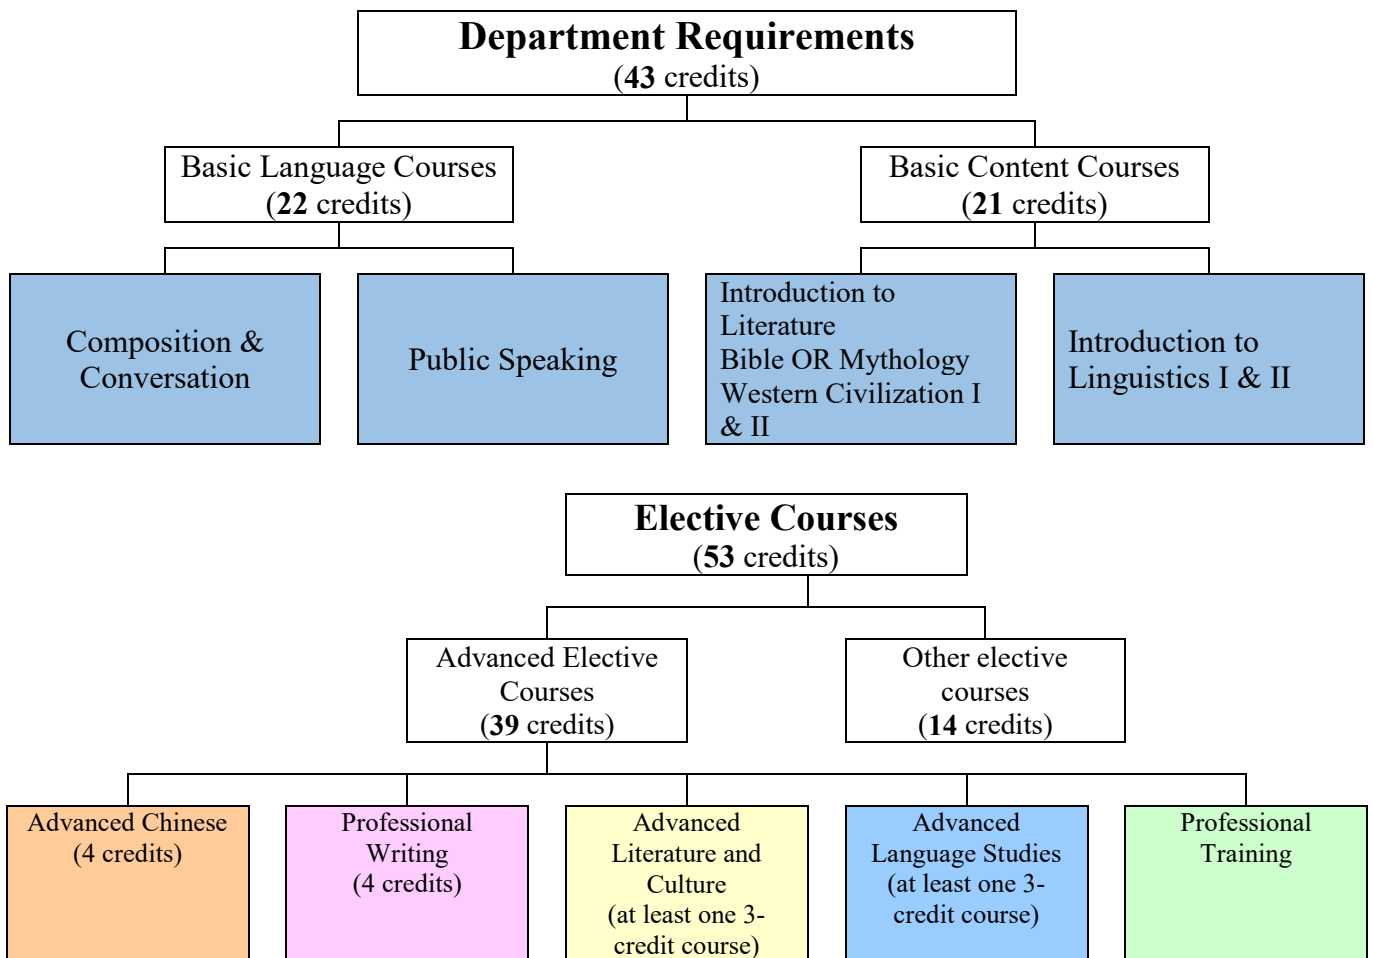 Department Requirements
(43 credits)
Basic Language Courses
(22 credits)
Basic Content Courses
(21 credits)
Composition &
Conversation
Public Speaking
Introduction to
Literature
Bible OR Mythology
Western Civilization I
& II
Introduction to
Linguistics I & II
Elective Courses
(53 credits)
Advanced Elective
Courses
(39 credits)
Other elective
courses
(14 credits)
Advanced Chinese
(4 credits)
Professional
Writing
(4 credits)
Advanced
Literature and
Culture
(at least one 3-
credit course)
Advanced
Language Studies
(at least one 3-
credit course)
Professional
Training